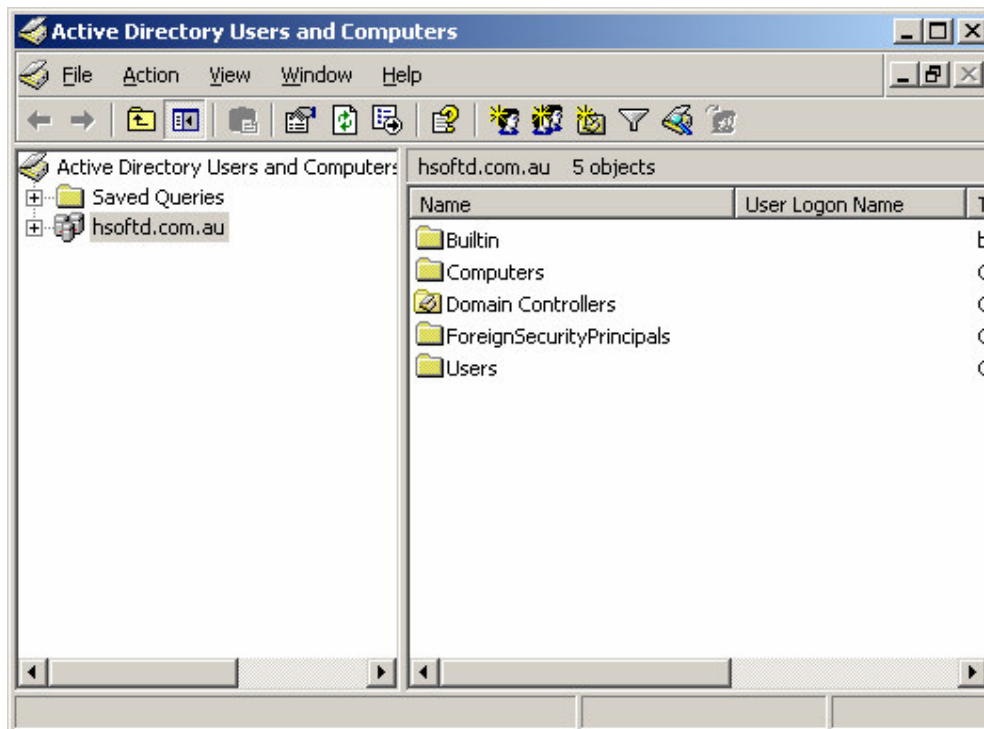 Active Directory Users and Computers
File Action View Window Help
Active Directory Users and Computers
Saved Queries
hsoftd.com.au
hsoftd.com.au 5 objects
Name User Logon Name
Builtin
Computers
Domain Controllers
ForeignSecurityPrincipals
Users